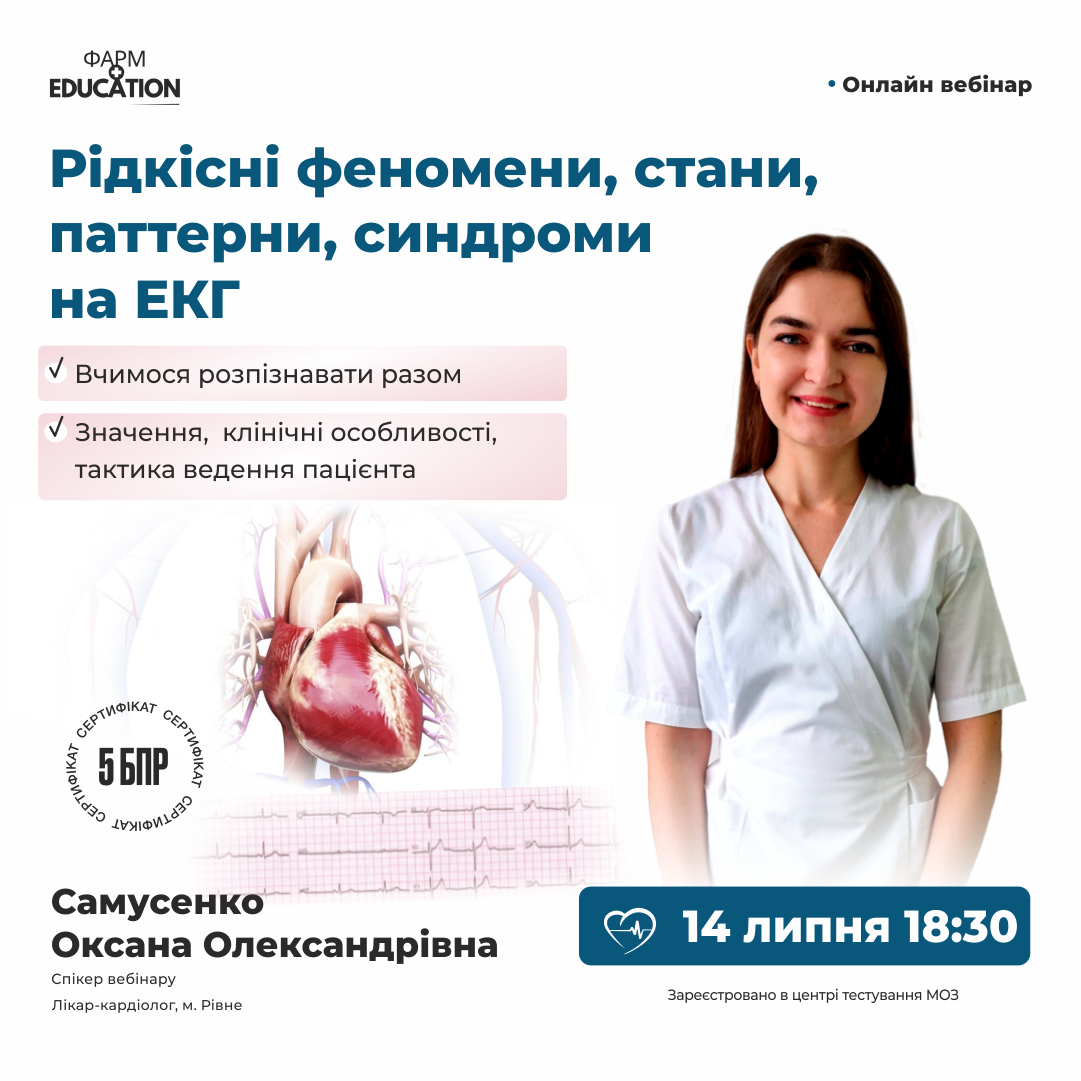 ФАРМ
EDUCATION
• Онлайн вебінар
Рідкісні феномени, стани,
паттерни, синдроми
на ЕКГ
Вчимося розпізнавати разом
Значення, клінічні особливості,
тактика ведення пацієнта
СЕРТИФІКАТ СЕРТИФІКАТ СЕРТИФІКАТ СЕРТИФІКАТ
5 БПР
Самусенко
Оксана Олександрівна
Спікер вебінару
Лікар-кардіолог, м. Рівне
14 липня 18:30
Зареєстровано в центрі тестування МОЗ